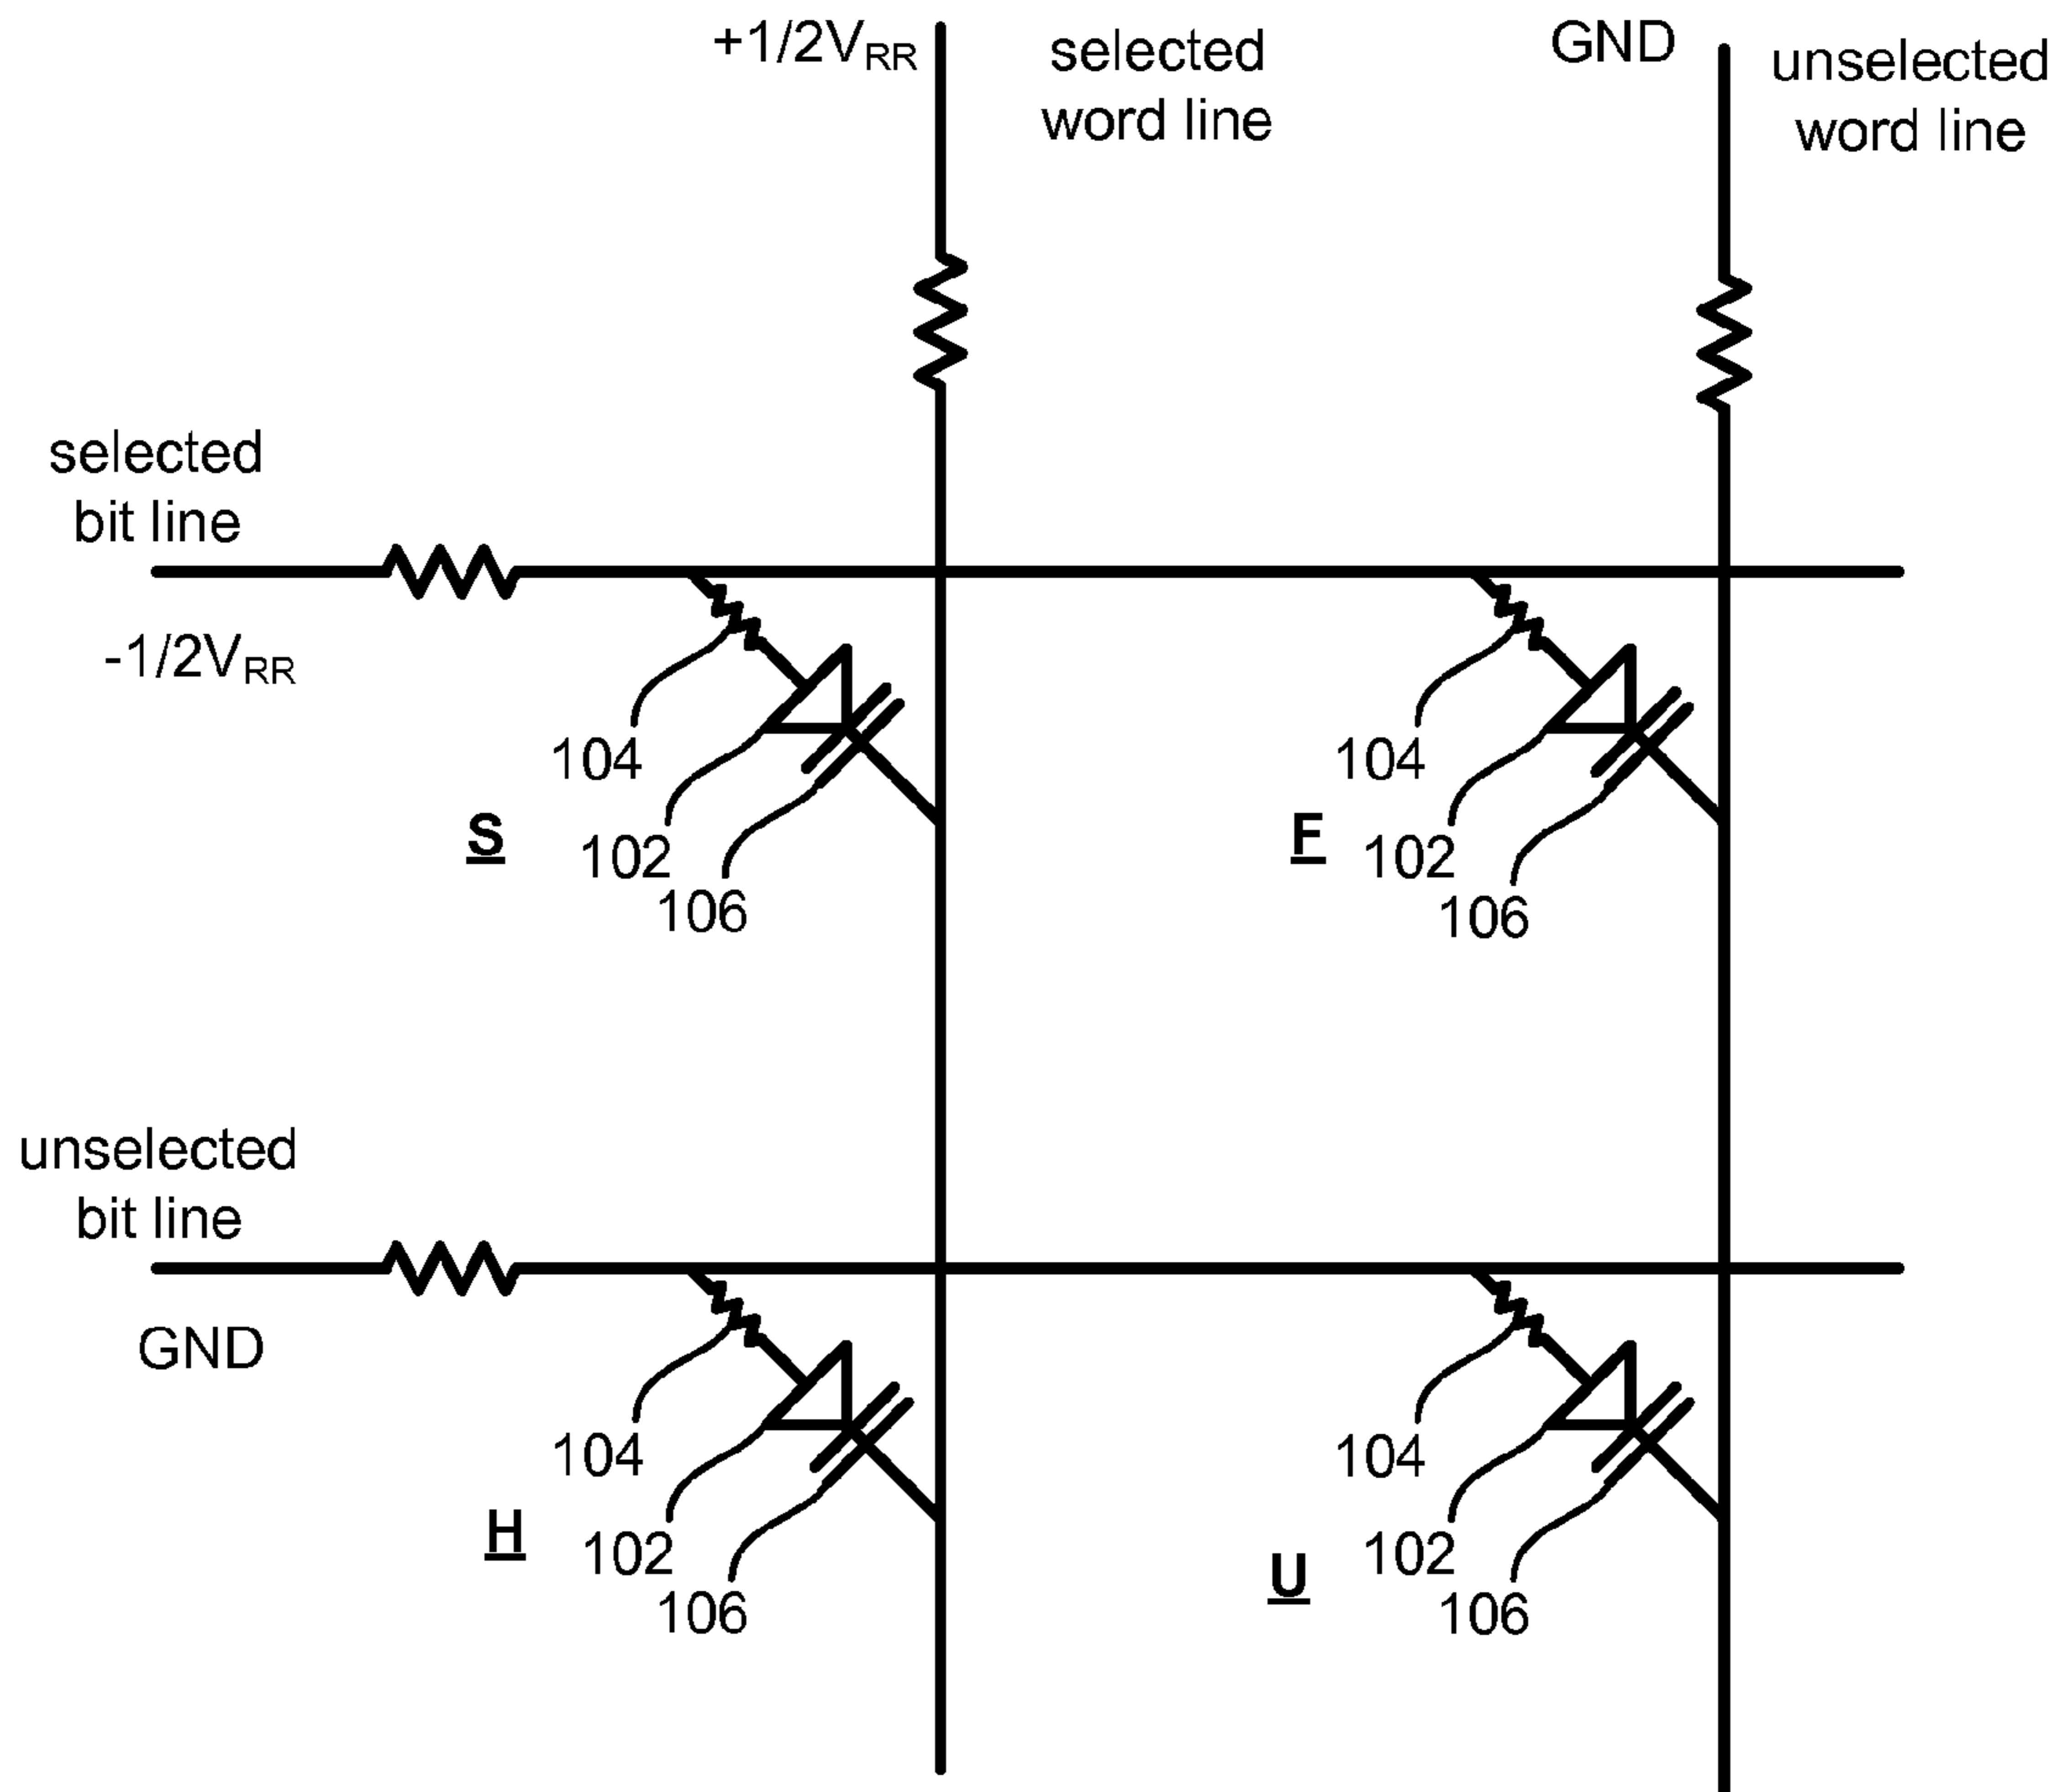 +1/2VRR
selected
word line
GND
unselected
word line
selected
bit line
-1/2VRR
104
102
106
S
104
102
106
F
unselected
bit line
GND
104
102
106
H
104
102
106
U